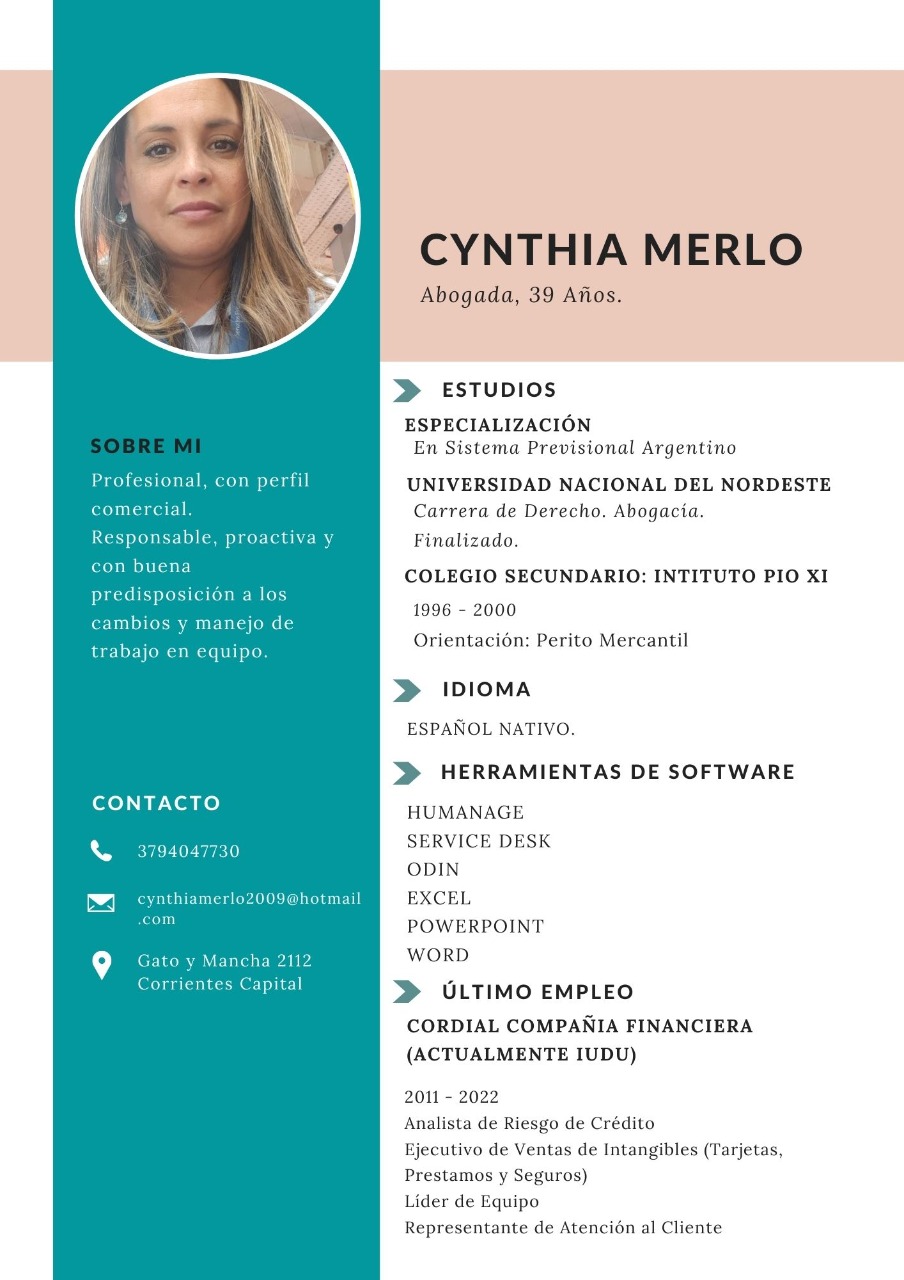 CYNTHIA MERLO
Abogada, 39 Años.
SOBRE MI
Profesional, con perfil
comercial.
Responsable, proactiva y
con buena
predisposición a los
cambios y manejo de
trabajo en equipo.
CONTACTO
3794047730
cynthiamerlo2009@hotmail
.com
Gato y Mancha 2112
Corrientes Capital
ESTUDIOS
ESPECIALIZACIÓN
En Sistema Previsional Argentino
UNIVERSIDAD NACIONAL DEL NORDESTE
Carrera de Derecho. Abogacía.
Finalizado.
COLEGIO SECUNDARIO: INTITUTO PIO XI
1996 - 2000
Orientación: Perito Mercantil
IDIOMA
ESPAÑOL NATIVO.
HERRAMIENTAS DE SOFTWARE
HUMANAGE
SERVICE DESK
ODIN
EXCEL
POWERPOINT
WORD
ÚLTIMO EMPLEO
CORDIAL COMPAÑIA FINANCIERA
(ACTUALMENTE IUDU)
2011 - 2022
Analista de Riesgo de Crédito
Ejecutivo de Ventas de Intangibles (Tarjetas,
Prestamos y Seguros)
Líder de Equipo
Representante de Atención al Cliente